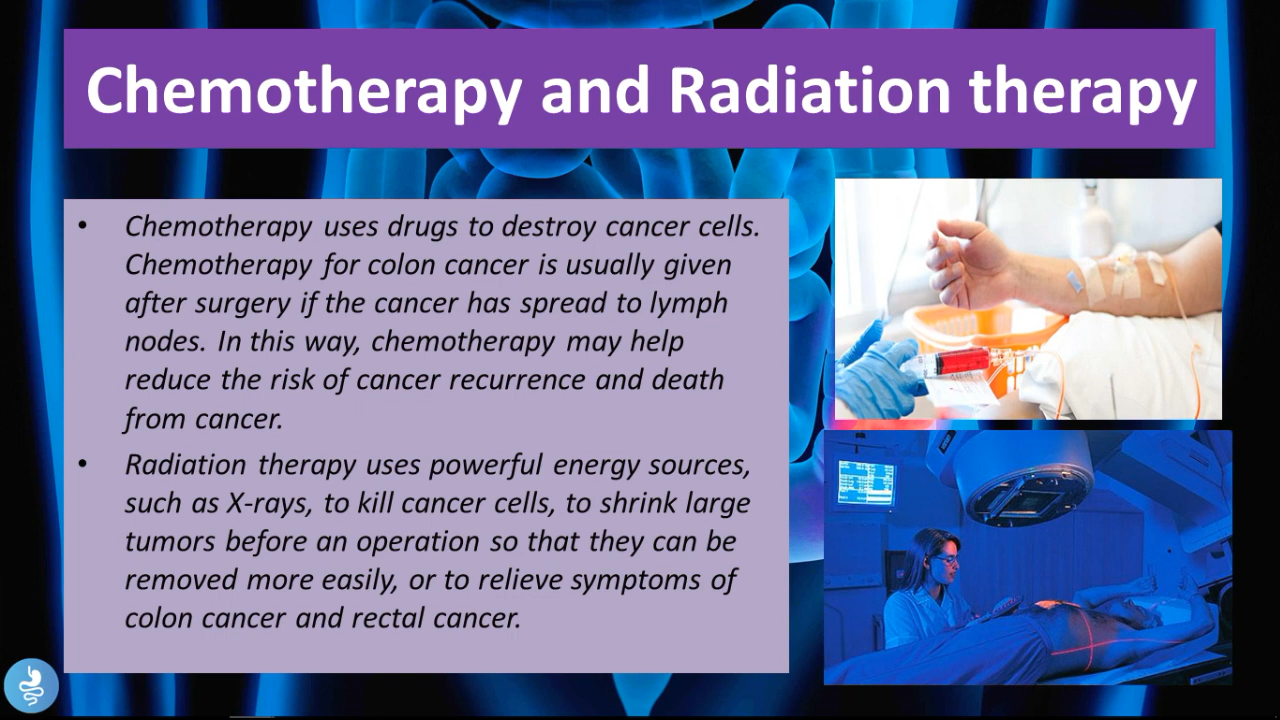 Chemotherapy and Radiation therapy
• Chemotherapy uses drugs to destroy cancer cells.
Chemotherapy for colon cancer is usually given
after surgery if the cancer has spread to lymph
nodes. In this way, chemotherapy may help
reduce the risk of cancer recurrence and death
from cancer.
• Radiation therapy uses powerful energy sources,
such as X-rays, to kill cancer cells, to shrink large
tumors before an operation so that they can be
removed more easily, or to relieve symptoms of
colon cancer and rectal cancer.